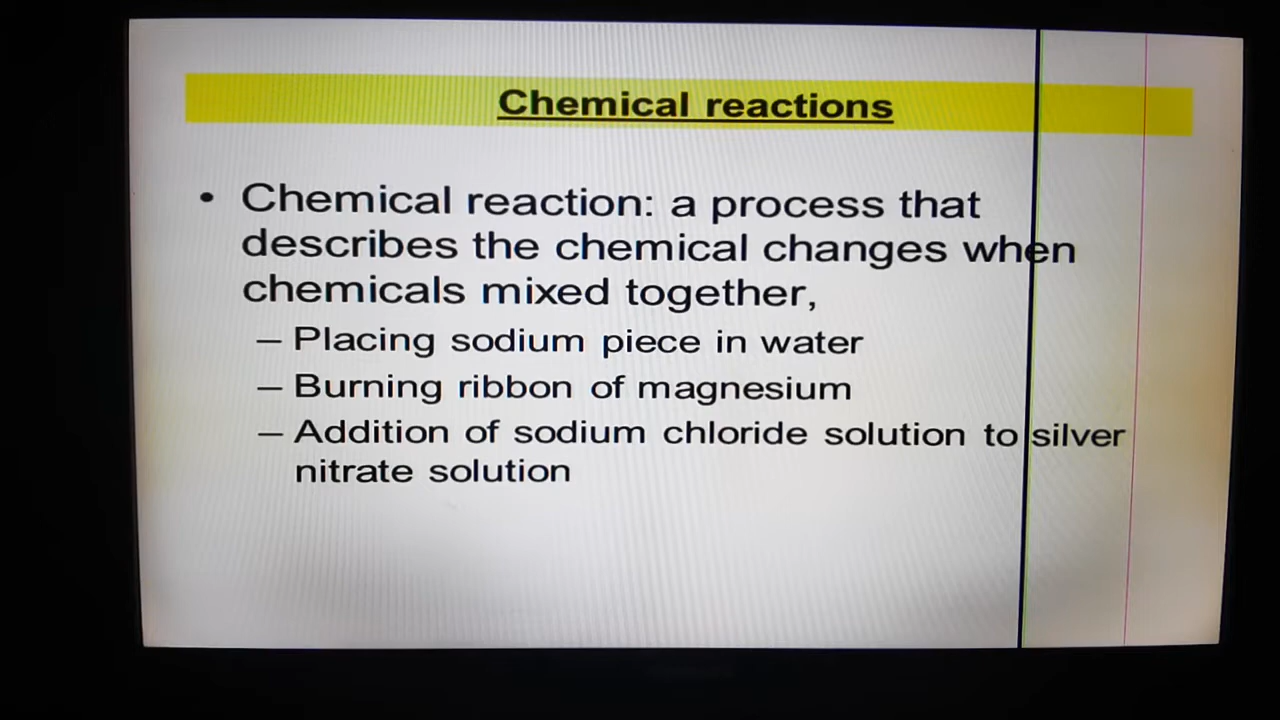 Chemical reactions
• Chemical reaction: a process that
describes the chemical changes when
chemicals mixed together,
– Placing sodium piece in water
– Burning ribbon of magnesium
– Addition of sodium chloride solution to silver
nitrate solution